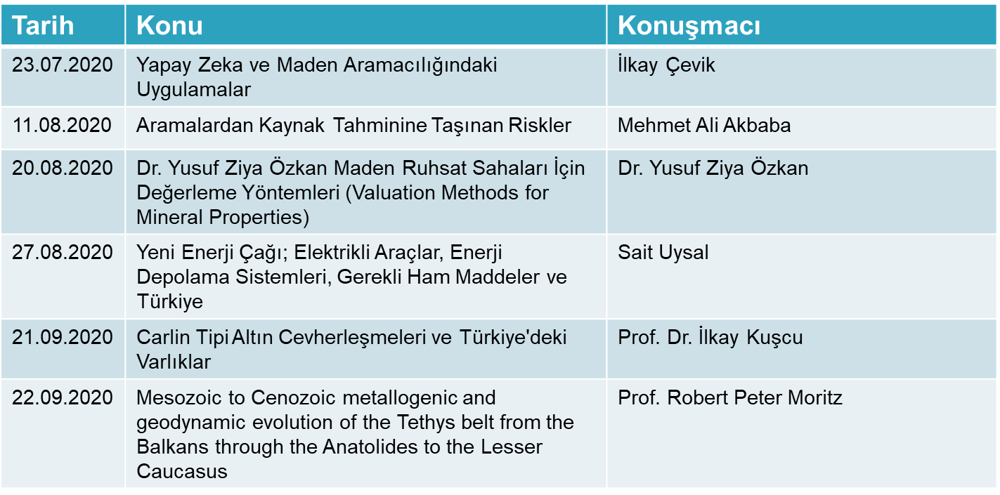 Tarih Konu Konuşmacı
23.07.2020 Yapay Zeka ve Maden Aramacılığındaki İlkay Çevik
Uygulamalar
11.08.2020 Aramalardan Kaynak Tahminine Taşınan Riskler Mehmet Ali Akbaba
20.08.2020 Dr. Yusuf Ziya Özkan Maden Ruhsat Sahaları İçin Dr. Yusuf Ziya Özkan
Değerleme Yöntemleri (Valuation Methods for
Mineral Properties)
27.08.2020 Yeni Enerji Çağı; Elektrikli Araçlar, Enerji Sait Uysal
Depolama Sistemleri, Gerekli Ham Maddeler ve
Türkiye
21.09.2020 Carlin Tipi Altın Cevherleşmeleri ve Türkiye'deki Prof. Dr. İlkay Kuşcu
Varlıklar
22.09.2020 Mesozoic to Cenozoic metallogenic and Prof. Robert Peter Moritz
geodynamic evolution of the Tethys belt from the
Balkans through the Anatolides to the Lesser
Caucasus